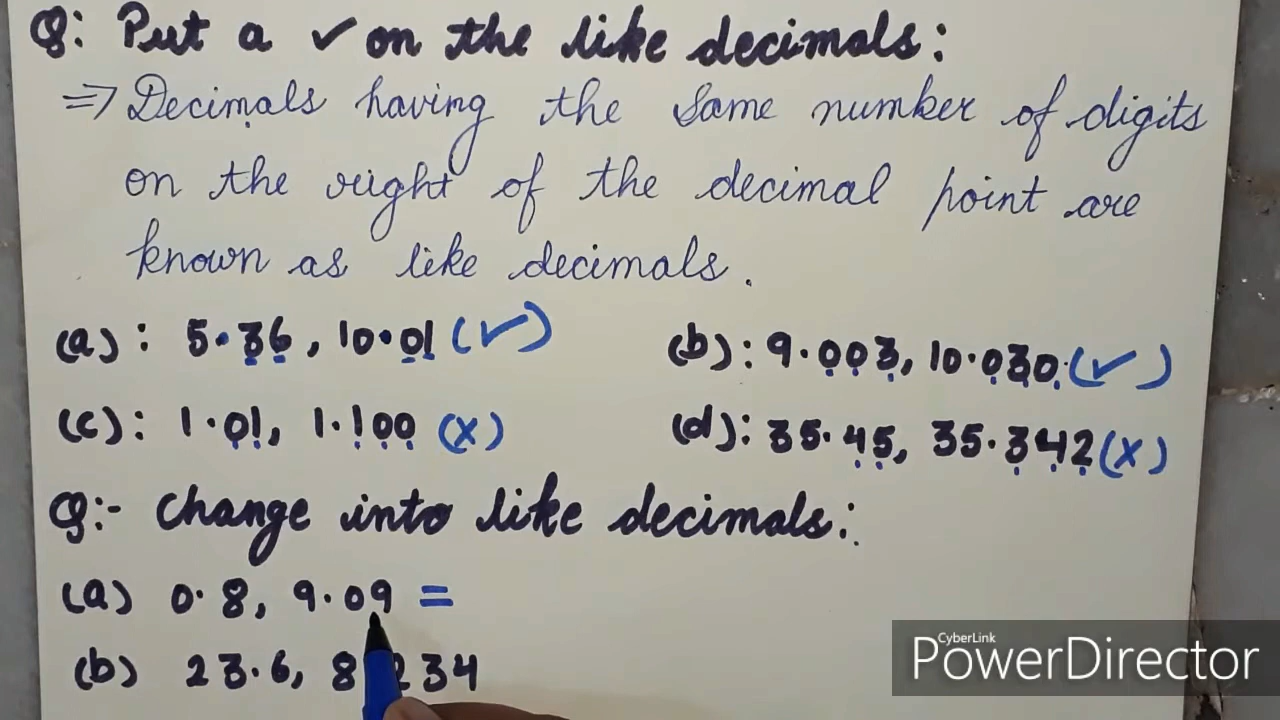 Q: Put a ✓ on the like decimals:
=> Decimals having the same number of digits
on the right of the decimal point are
known as like decimals.
(a): 5.36, 10.01 (✓)
(b): 9.003, 10.030 (✓)
(c): 1.01, 1.100 (x)
(d): 35.45, 35.342 (x)
Q:- Change into like decimals:
(a) 0.8, 9.09 =
(b) 23.6, 8 234
CyberLink
PowerDirector